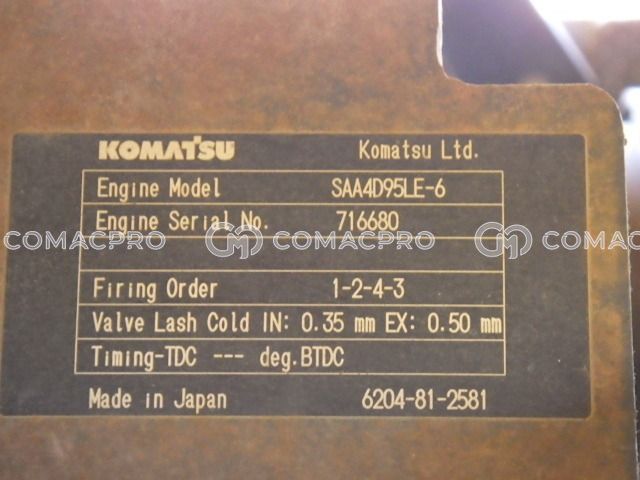 KOMATSU Komatsu Ltd.
Engine Model SAA4D95LE-6
Engine Serial No. 716680
COMACPRO COMACPRO COMACPRO
Firing Order 1-2-4-3
Valve Lash Cold IN: 0.35 mm EX: 0.50 mm
Timing-TDC --- deg.BTDC
Made in Japan 6204-81-2581